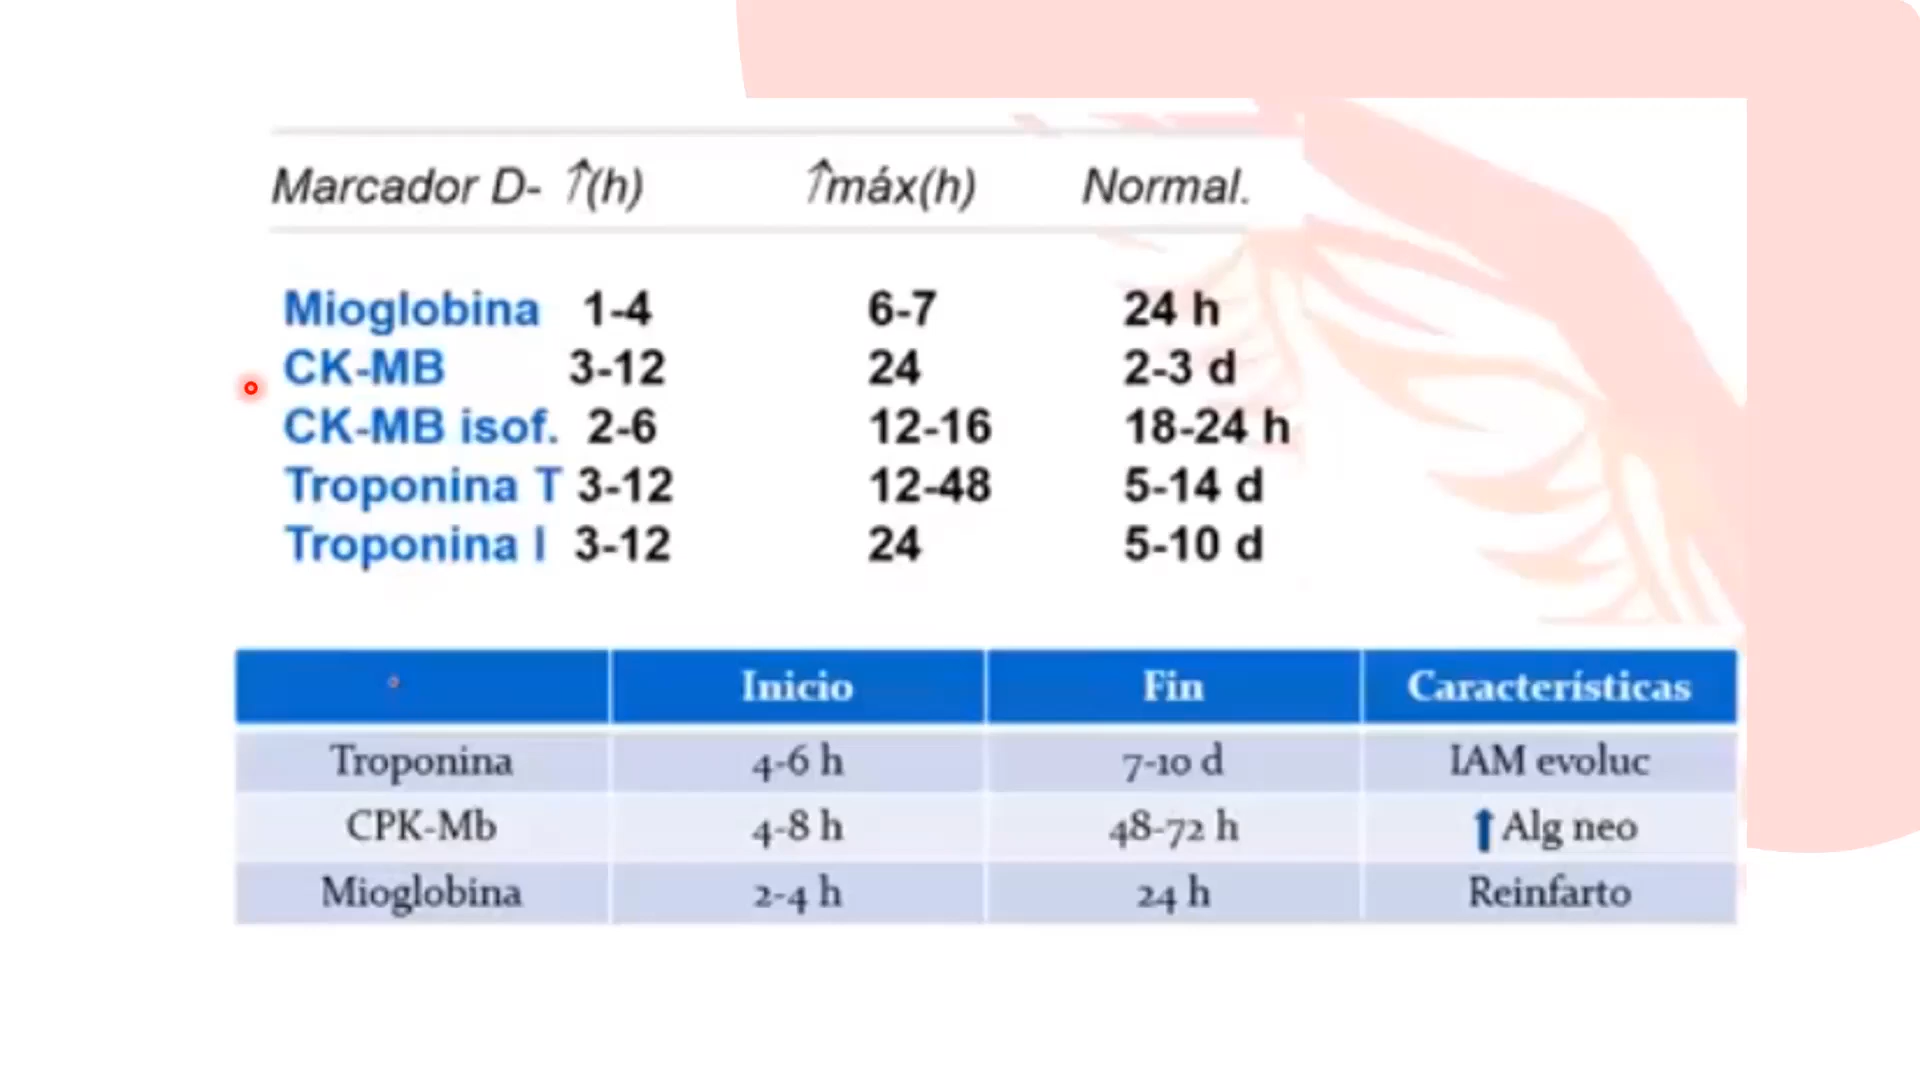 Marcador D- ↑(h) ↑máx(h) Normal.
Mioglobina 1-4 6-7 24 h
CK-MB 3-12 24 2-3 d
CK-MB isof. 2-6 12-16 18-24 h
Troponina T 3-12 12-48 5-14 d
Troponina I 3-12 24 5-10 d
Inicio Fin Características
Troponina 4-6 h 7-10 d IAM evoluc
CPK-Mb 4-8 h 48-72 h ⬆Alg neo
Mioglobina 2-4 h 24 h Reinfarto